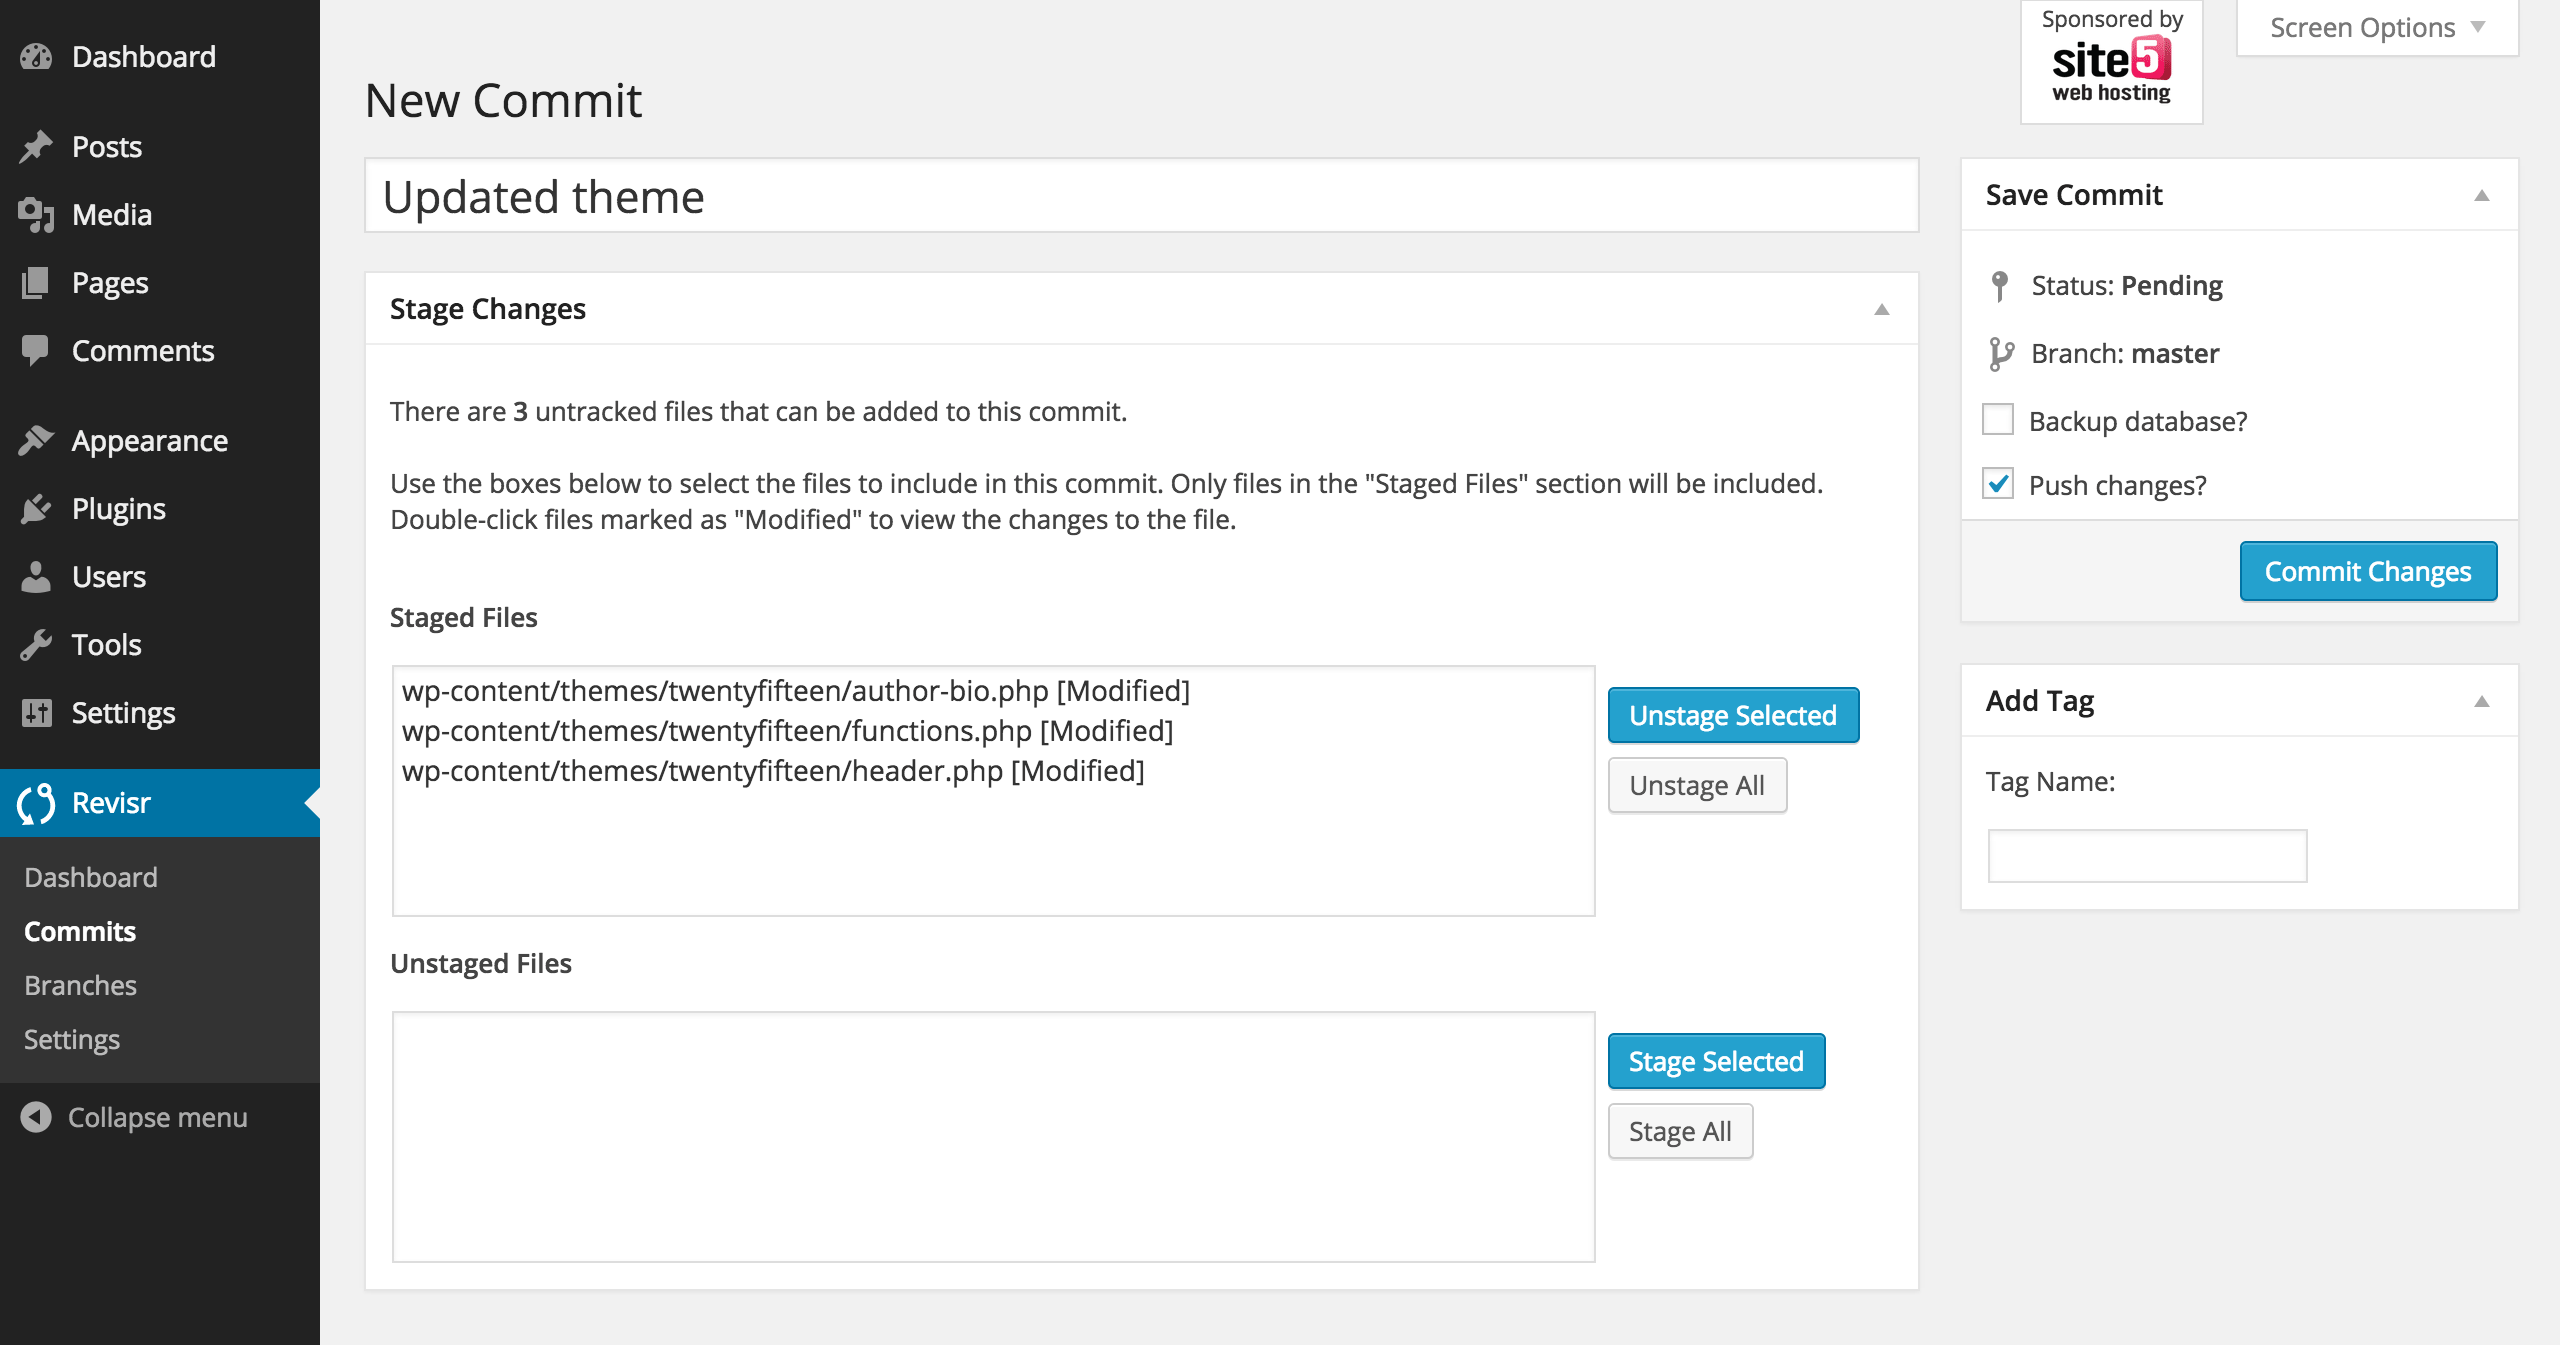 Dashboard
Posts
Media
Pages
Comments
Appearance
Plugins
Users
Tools
Settings
Revisr
Dashboard
Commits
Branches
Settings
Collapse menu
Sponsored by
site5
web hosting
Screen Options
New Commit
Updated theme
Stage Changes
There are 3 untracked files that can be added to this commit.
Use the boxes below to select the files to include in this commit. Only files in the "Staged Files" section will be included.
Double-click files marked as "Modified" to view the changes to the file.
Staged Files
wp-content/themes/twentyfifteen/author-bio.php [Modified]
wp-content/themes/twentyfifteen/functions.php [Modified]
wp-content/themes/twentyfifteen/header.php [Modified]
Unstage Selected
Unstage All
Unstaged Files
Stage Selected
Stage All
Save Commit
Status: Pending
Branch: master
Backup database?
Push changes?
Commit Changes
Add Tag
Tag Name: